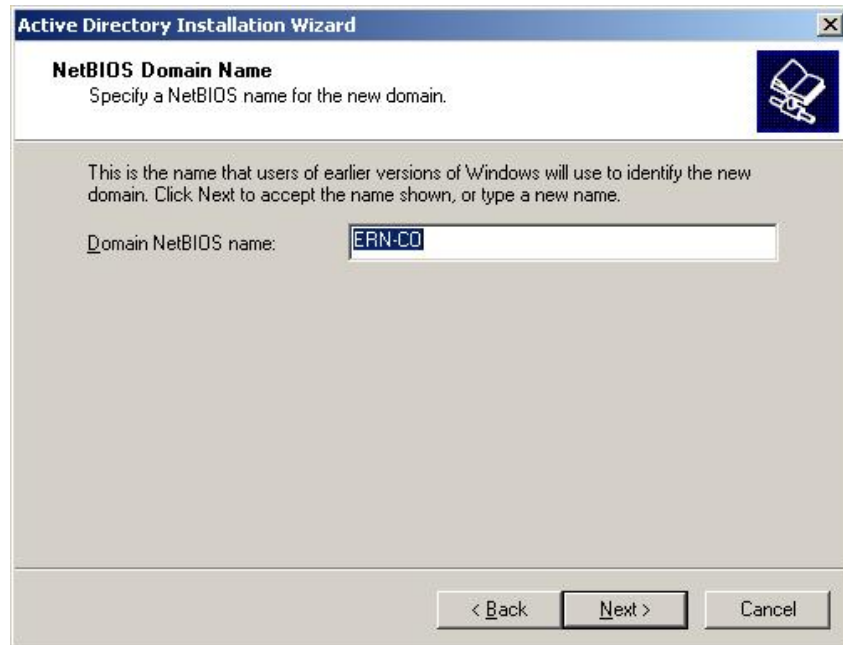 Active Directory Installation Wizard
NetBIOS Domain Name
Specify a NetBIOS name for the new domain.
This is the name that users of earlier versions of Windows will use to identify the new
domain. Click Next to accept the name shown, or type a new name.
Domain NetBIOS name: ERN-CO
< Back Next > Cancel